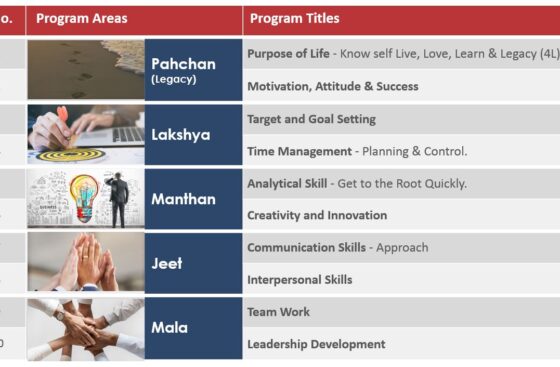 o. Program Areas Program Titles
Pahchan
(Legacy)
Purpose of Life - Know self Live, Love, Learn & Legacy (4L)
Motivation, Attitude & Success
Lakshya
Target and Goal Setting
Time Management - Planning & Control.
Manthan
Analytical Skill - Get to the Root Quickly.
Creativity and Innovation
Jeet
Communication Skills - Approach
Interpersonal Skills
Mala
Team Work
0
Leadership Development